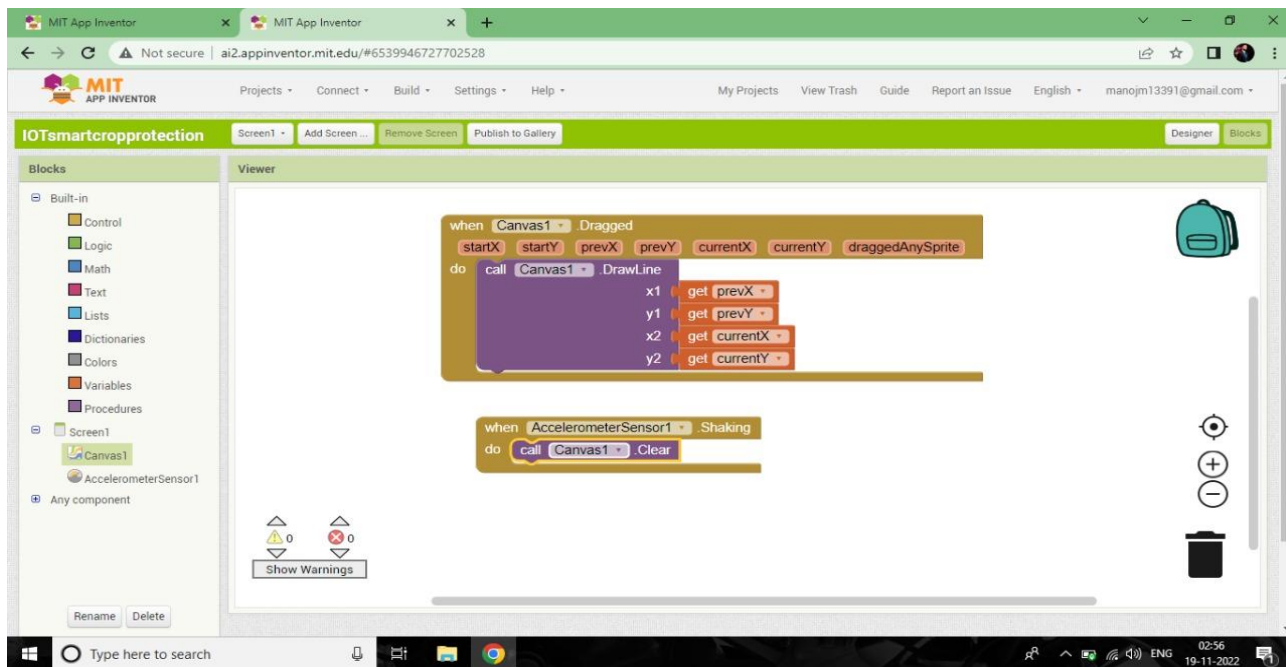 MIT App Inventor
MIT App Inventor
Not secure | ai2.appinventor.mit.edu/#6539946727702528
MIT
APP INVENTOR
Projects Connect Build Settings Help My Projects View Trash Guide Report an Issue English manojm13391@gmail.com
IOTsmartcropprotection Screen1 Add Screen ... Remove Screen Publish to Gallery Designer Blocks
Blocks
Built-in
Control
Logic
Math
Text
Lists
Dictionaries
Colors
Variables
Procedures
Screen1
Canvas1
AccelerometerSensor1
Any component
Rename Delete
Viewer
when Canvas1 .Dragged
startX startY prevX prevY currentX currentY draggedAnySprite
do call Canvas1 .DrawLine
x1 get prevX
y1 get prevY
x2 get currentX
y2 get currentY
when AccelerometerSensor1 .Shaking
do call Canvas1 .Clear
0 0
Show Warnings
Type here to search
ENG
02:56
19-11-2022